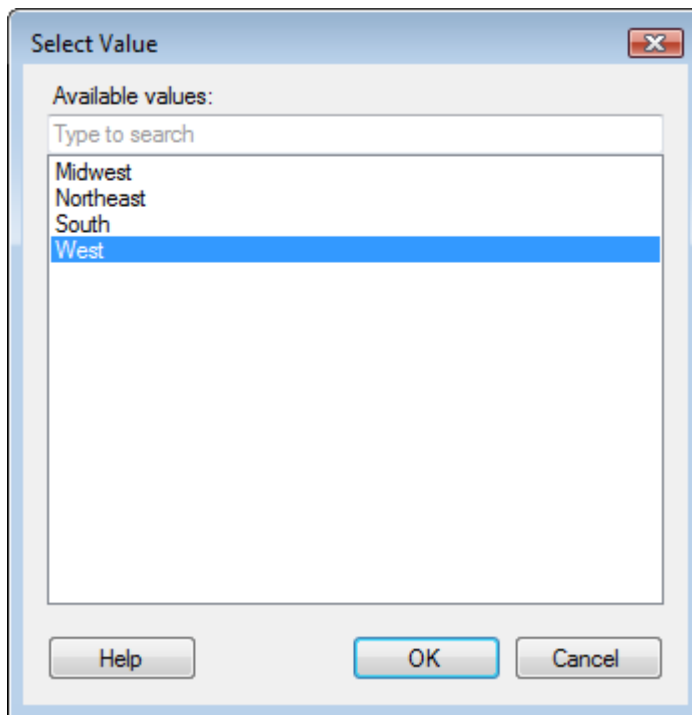 Select Value
Available values:
Type to search
Midwest
Northeast
South
West
Help OK Cancel